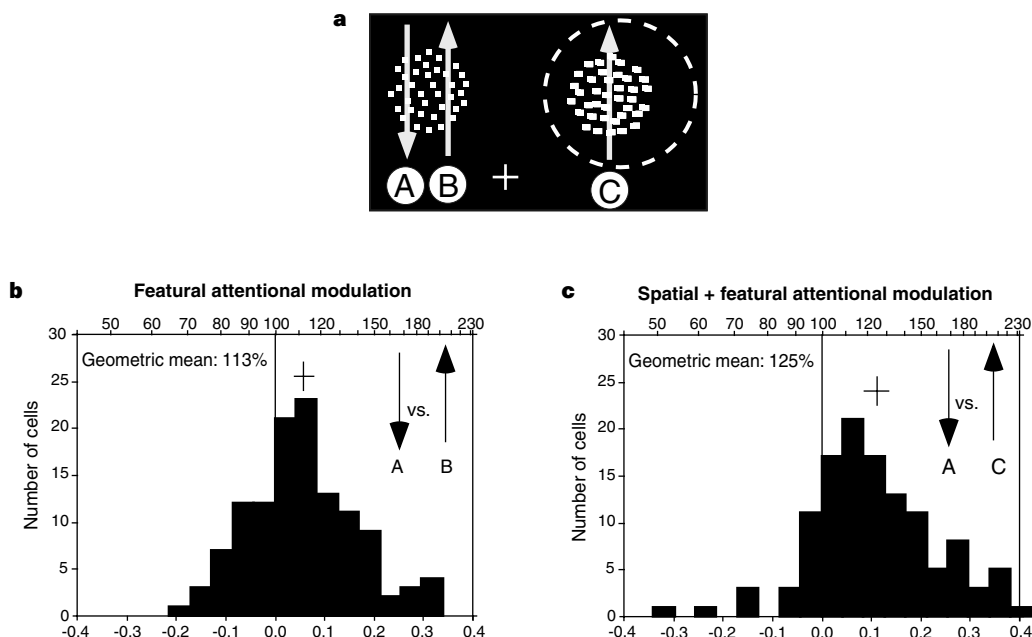 a
A B + C
b Featural attentional modulation
50 60 70 80 90 100 120 150 180 230
Geometric mean: 113%
vs.
A B
Number of cells
30
25
20
15
10
5
0
-0.4 -0.3 -0.2 -0.1 0.0 0.1 0.2 0.3 0.4
c Spatial + featural attentional modulation
50 60 70 80 90 100 120 150 180 230
Geometric mean: 125%
vs.
A C
Number of cells
30
25
20
15
10
5
0
-0.4 -0.3 -0.2 -0.1 0.0 0.1 0.2 0.3 0.4